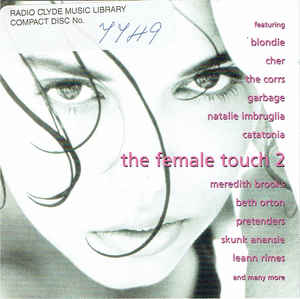 RADIO CLYDE MUSIC LIBRARY
COMPACT DISC No.
YY49
featuring
blondie
cher
the corrs
garbage
natalie imbruglia
catatonia
the female touch 2
meredith brooks
beth orton
pretenders
skunk anansie
leann rimes
and many more